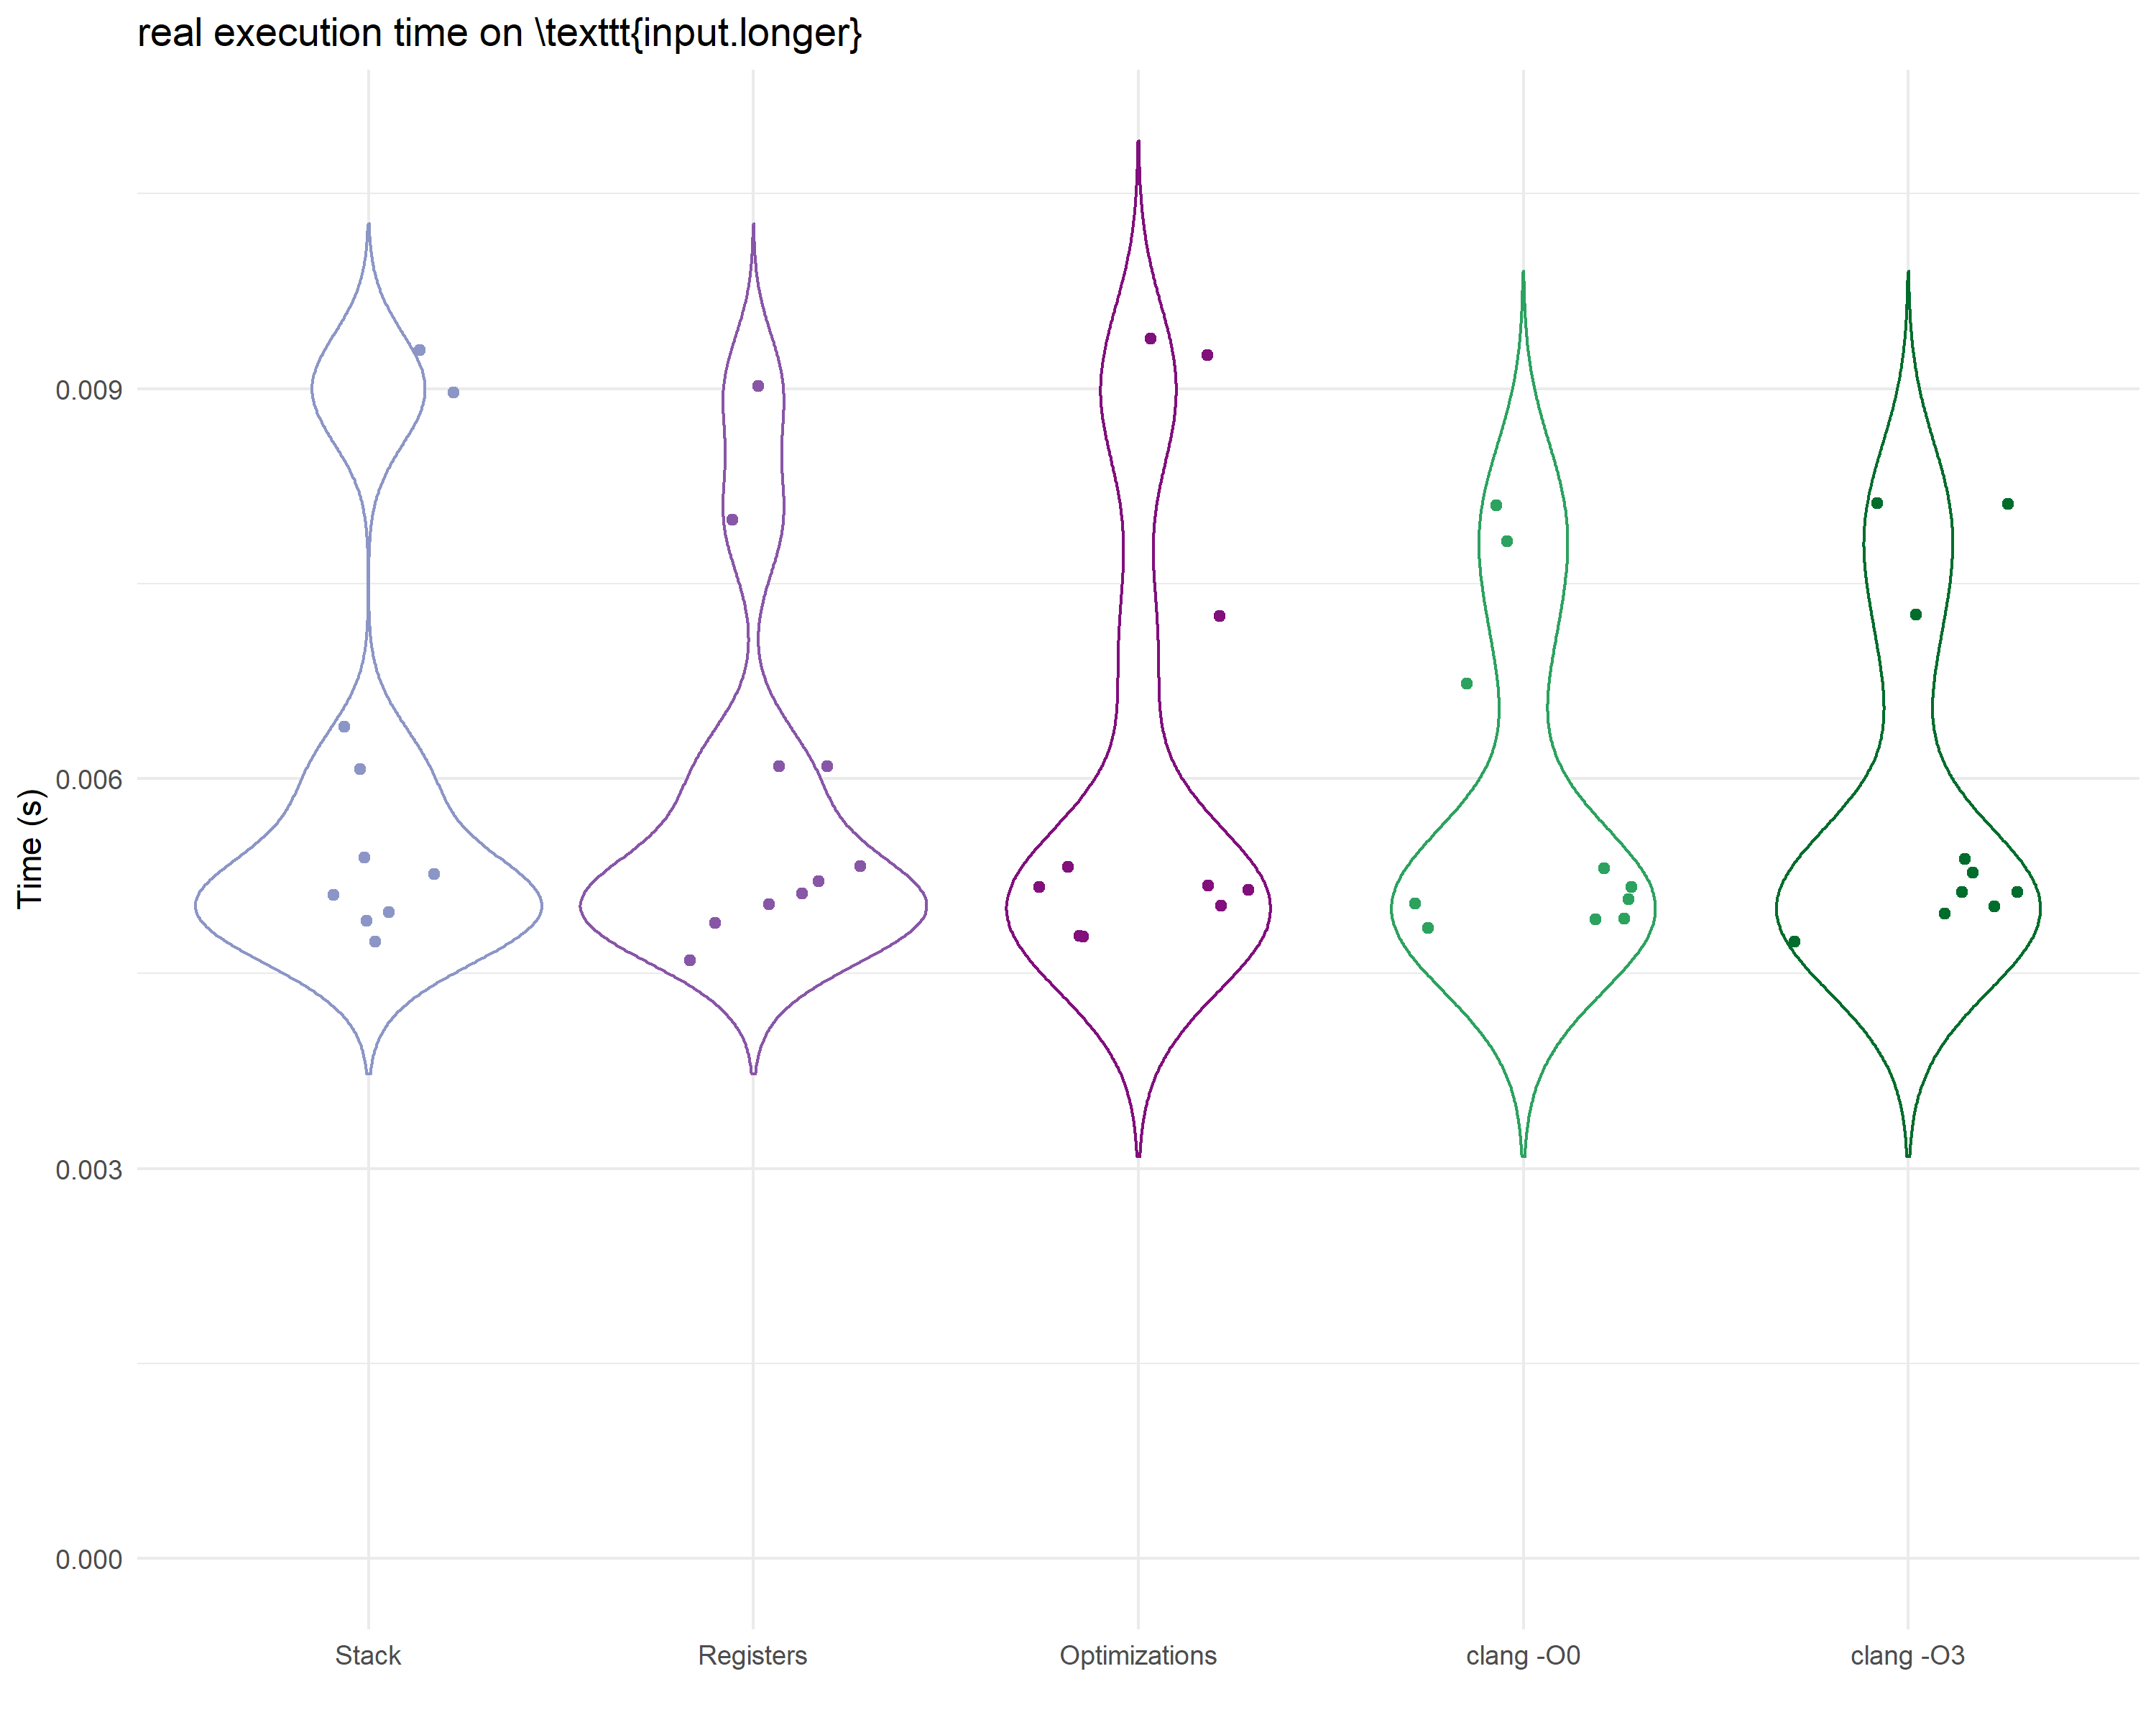 real execution time on \texttt{input.longer}
Time (s)
0.009
0.006
0.003
0.000
Stack
Registers
Optimizations
clang -O0
clang -O3